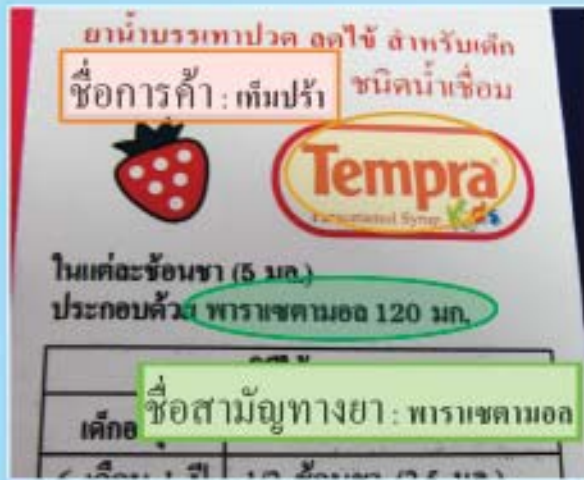 ยาน้ำบรรเทาปวด ลดไข้ สำหรับเด็ก
ชื่อการค้า : เท็มปร้า
ชนิดน้ำเชื่อม
Tempra
Kids
ในแต่ละช้อนชา (5 มล.)
ประกอบด้วย พาราเซตามอล 120 มก.
ชื่อสามัญทางยา : พาราเซตามอล